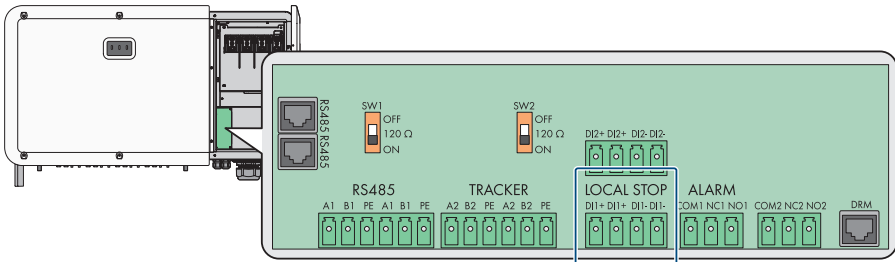 RS485
RS485
SW1
OFF
120 Ω
ON
SW2
OFF
120 Ω
ON
DI2+ DI2+ DI2- DI2-
RS485
A1 B1 PE A1 B1 PE
TRACKER
A2 B2 PE A2 B2 PE
LOCAL STOP
DI1+ DI1+ DI1- DI1-
ALARM
COM1 NC1 NO1
COM2 NC2 NO2
DRM